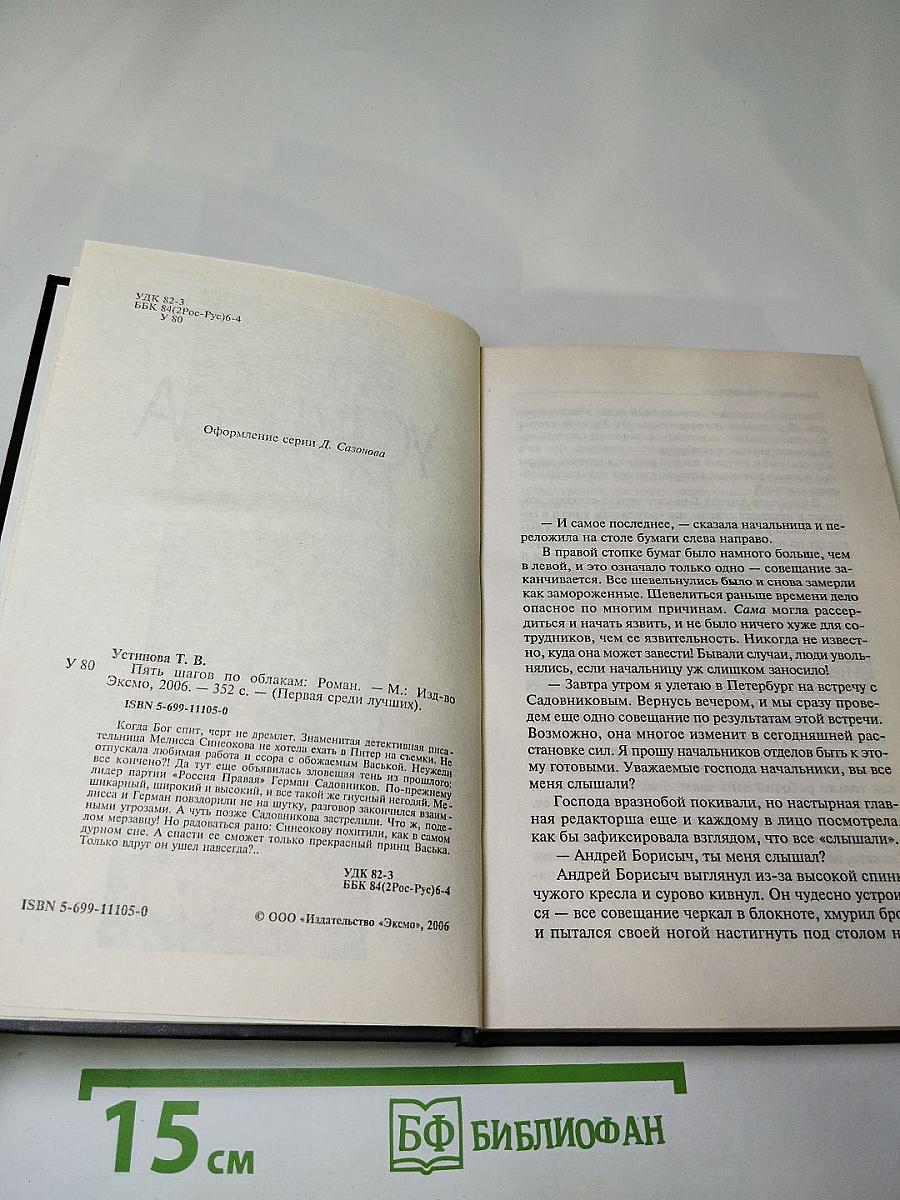 УДК 82-3
ББК 84(2Рос-Рус)6-4
У 80
Оформление серии Д. Сазонова
Устинова Т. В.
У 80 Пять шагов по облакам: Роман. — М.: Изд-во
Эксмо, 2006. — 352 с. — (Первая среди лучших).
ISBN 5-699-11105-0
Когда Бог спит, черт не дремлет. Знаменитая детективная писа-
тельница Мелисса Синеокова не хотела ехать в Питер на съемки. Не
отпускала любимая работа и ссора с обожаемым Васькой. Неужели
все кончено?! Да тут еще объявилась зловещая тень из прошлого:
лидер партии «Россия Правая» Герман Садовников. По-прежнему
шикарный, широкий и высокий, и все такой же гнусный негодяй. Ме-
лисса и Герман повздорили не на шутку, разговор закончился взаим-
ными угрозами. А чуть позже Садовникова застрелили. Что ж, поде-
лом мерзавцу! Но радоваться рано: Синеокову похитили, как в самом
дурном сне. А спасти ее сможет только прекрасный принц Васька.
Только вдруг он ушел навсегда?..
УДК 82-3
ББК 84(2Рос-Рус)6-4
ISBN 5-699-11105-0
© ООО «Издательство «Эксмо», 2006
— И самое последнее, — сказала начальница и пе-
реложила на столе бумаги слева направо.
В правой стопке бумаг было намного больше, чем
в левой, и это означало только одно — совещание за-
канчивается. Все шевельнулись было и снова замерли
как замороженные. Шевелиться раньше времени дело
опасное по многим причинам. Сама могла рассер-
диться и начать язвить, и не было ничего хуже для со-
трудников, чем ее язвительность. Никогда не извест-
но, куда она может завести! Бывали случаи, люди уволь-
нялись, если начальницу уж слишком заносило!
— Завтра утром я улетаю в Петербург на встречу с
Садовниковым. Вернусь вечером, и мы сразу прове-
дем еще одно совещание по результатам этой встречи.
Возможно, она многое изменит в сегодняшней рас-
становке сил. Я прошу начальников отделов быть к это-
му готовыми. Уважаемые господа начальники, вы все
меня слышали?
Господа вразнобой покивали, но настырная глав-
ная редакторша еще и каждому в лицо посмотрела,
как бы зафиксировала взглядом, что все «слышали».
— Андрей Борисыч, ты меня слышал?
Андрей Борисыч выглянул из-за высокой спинк
чужого кресла и сурово кивнул. Он чудесно устрои
ся — все совещание черкал в блокноте, хмурил бро
и пытался своей ногой настигнуть под столом н
15 см
БФ БИБЛИОФАН